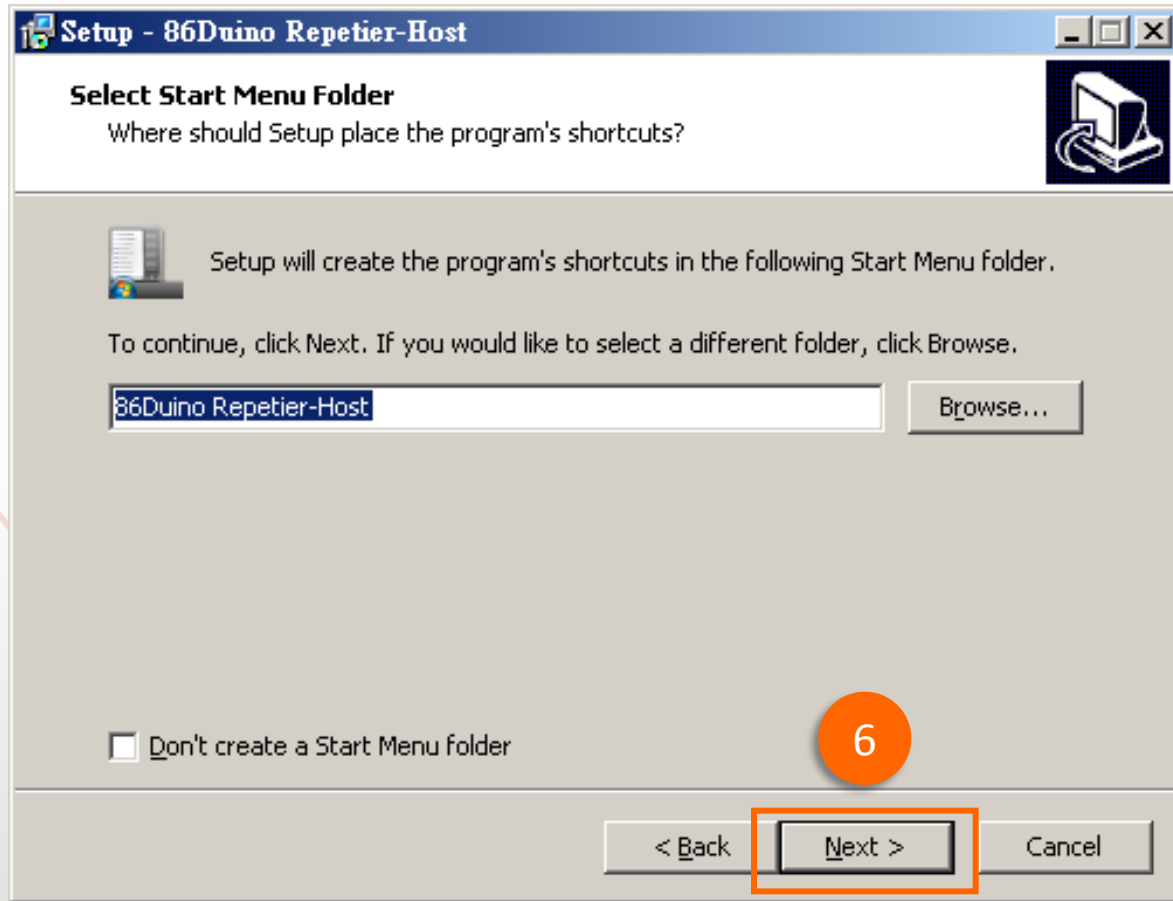 Setup - 86Duino Repetier-Host
Select Start Menu Folder
Where should Setup place the program's shortcuts?
Setup will create the program's shortcuts in the following Start Menu folder.
To continue, click Next. If you would like to select a different folder, click Browse.
86Duino Repetier-Host
Browse...
Don't create a Start Menu folder
6
< Back
Next >
Cancel